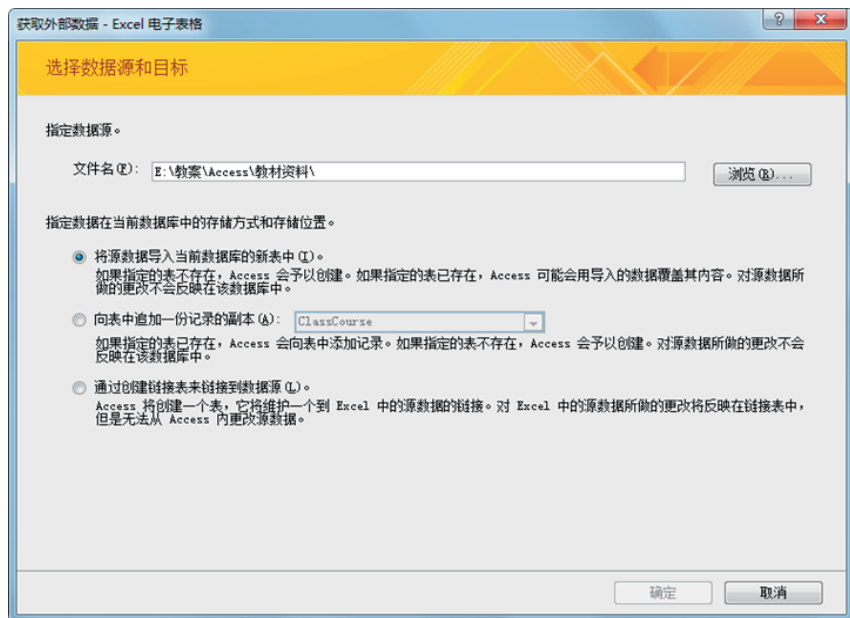 获取外部数据 - Excel 电子表格
选择数据源和目标
指定数据源。
文件名(F): E:\教案\Access\教材资料\ 浏览(R)...
指定数据在当前数据库中的存储方式和存储位置。
将源数据导入当前数据库的新表中(I)。
如果指定的表不存在，Access 会予以创建。如果指定的表已存在，Access 可能会用导入的数据覆盖其内容。对源数据所
做的更改不会反映在该数据库中。
向表中追加一份记录的副本(A): ClassCourse
如果指定的表已存在，Access 会向表中添加记录。如果指定的表不存在，Access 会予以创建。对源数据所做的更改不会
反映在该数据库中。
通过创建链接表来链接到数据源(L)。
Access 将创建一个表，它将维护一个到 Excel 中的源数据的链接。对 Excel 中的源数据所做的更改将反映在链接表中，
但是无法从 Access 内更改源数据。
确定 取消